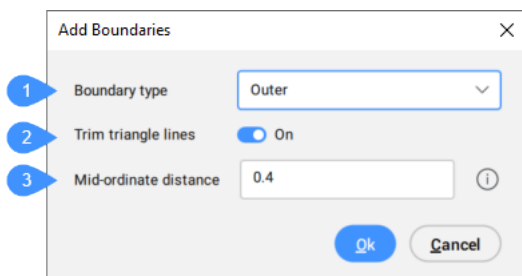 Add Boundaries
1 Boundary type Outer
2 Trim triangle lines On
3 Mid-ordinate distance 0.4
Ok Cancel